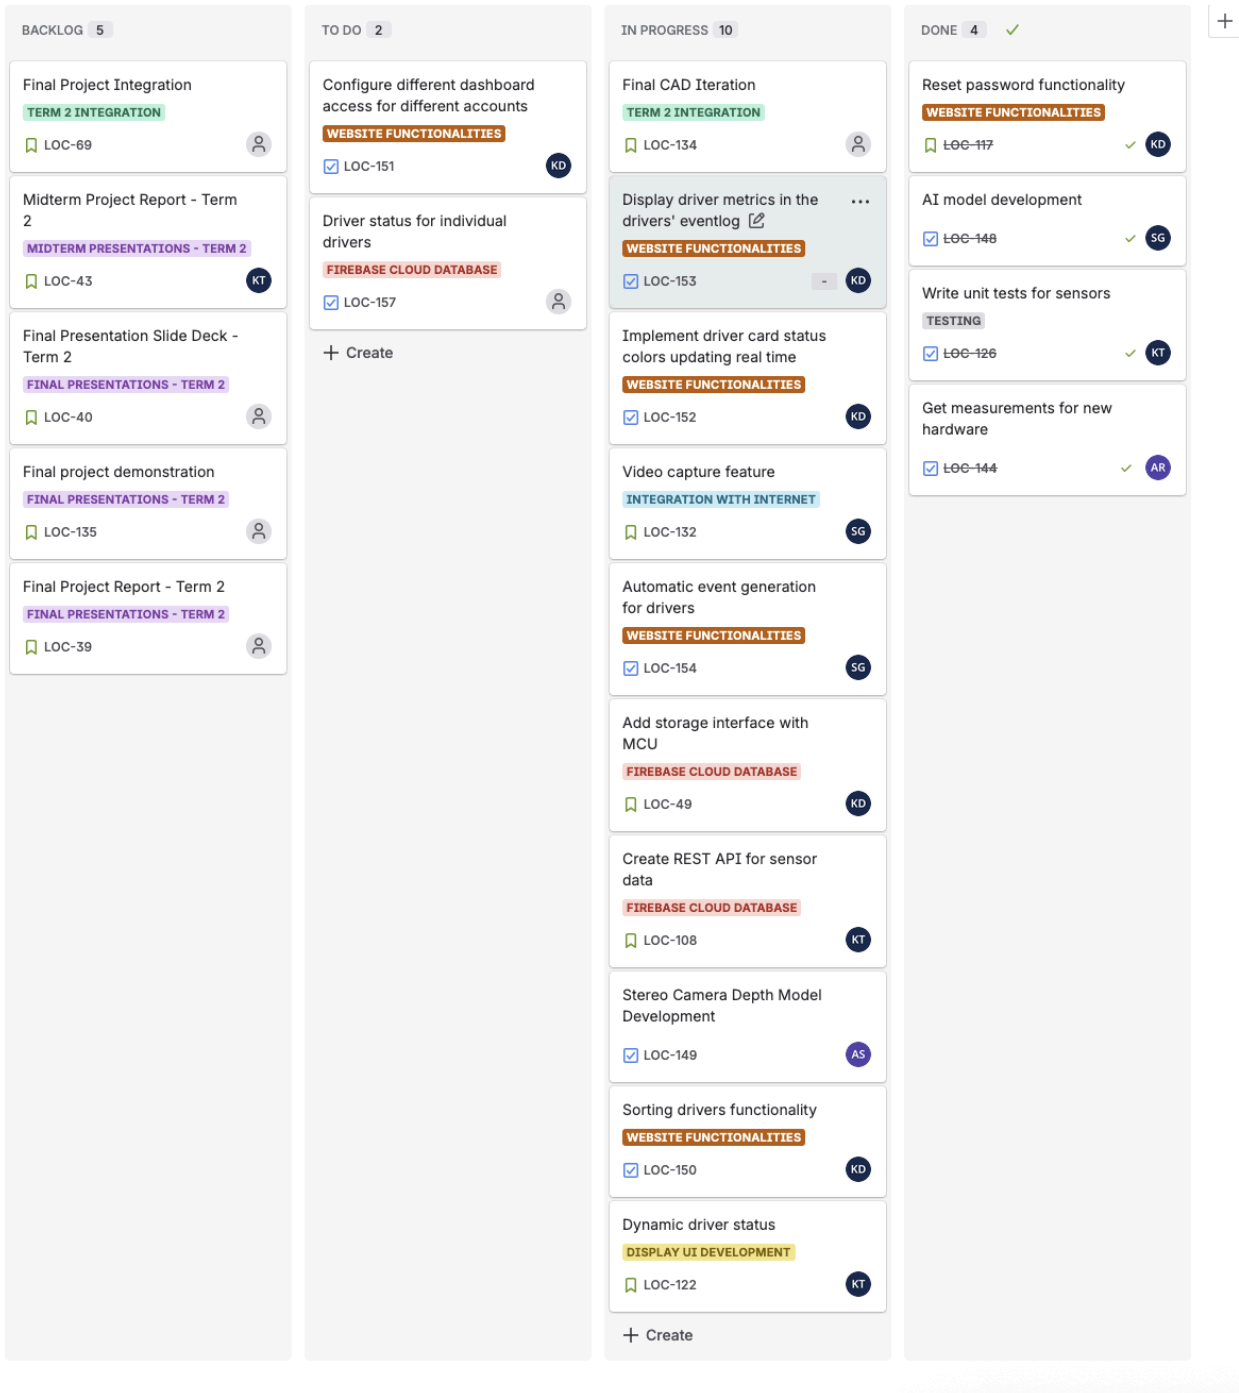 BACKLOG 5
Final Project Integration
TERM 2 INTEGRATION
LOC-69
Midterm Project Report - Term
2
MIDTERM PRESENTATIONS - TERM 2
LOC-43
KT
Final Presentation Slide Deck -
Term 2
FINAL PRESENTATIONS - TERM 2
LOC-40
Final project demonstration
FINAL PRESENTATIONS - TERM 2
LOC-135
Final Project Report - Term 2
FINAL PRESENTATIONS - TERM 2
LOC-39
TO DO 2
Configure different dashboard
access for different accounts
WEBSITE FUNCTIONALITIES
LOC-151
KD
Driver status for individual
drivers
FIREBASE CLOUD DATABASE
LOC-157
+ Create
IN PROGRESS 10
Final CAD Iteration
TERM 2 INTEGRATION
LOC-134
Display driver metrics in the
drivers' eventlog
WEBSITE FUNCTIONALITIES
LOC-153
-
KD
Implement driver card status
colors updating real time
WEBSITE FUNCTIONALITIES
LOC-152
KD
Video capture feature
INTEGRATION WITH INTERNET
LOC-132
SG
Automatic event generation
for drivers
WEBSITE FUNCTIONALITIES
LOC-154
SG
Add storage interface with
MCU
FIREBASE CLOUD DATABASE
LOC-49
KD
Create REST API for sensor
data
FIREBASE CLOUD DATABASE
LOC-108
KT
Stereo Camera Depth Model
Development
LOC-149
AS
Sorting drivers functionality
WEBSITE FUNCTIONALITIES
LOC-150
KD
Dynamic driver status
DISPLAY UI DEVELOPMENT
LOC-122
KT
+ Create
DONE 4
Reset password functionality
WEBSITE FUNCTIONALITIES
LOC-117
KD
AI model development
LOC-148
SG
Write unit tests for sensors
TESTING
LOC-126
KT
Get measurements for new
hardware
LOC-144
AR